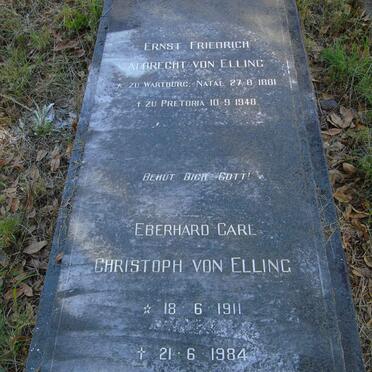 ERNST FRIEDRICH
ALBRECHT VON ELLING
☆ ZU WARTBURG, NATAL 27·8·1881
✝ ZU PRETORIA 10·9·1948
BEHÜT DICH GOTT!
EBERHARD CARL
CHRISTOPH VON ELLING
☆ 18·6·1911
✝ 21·6·1984